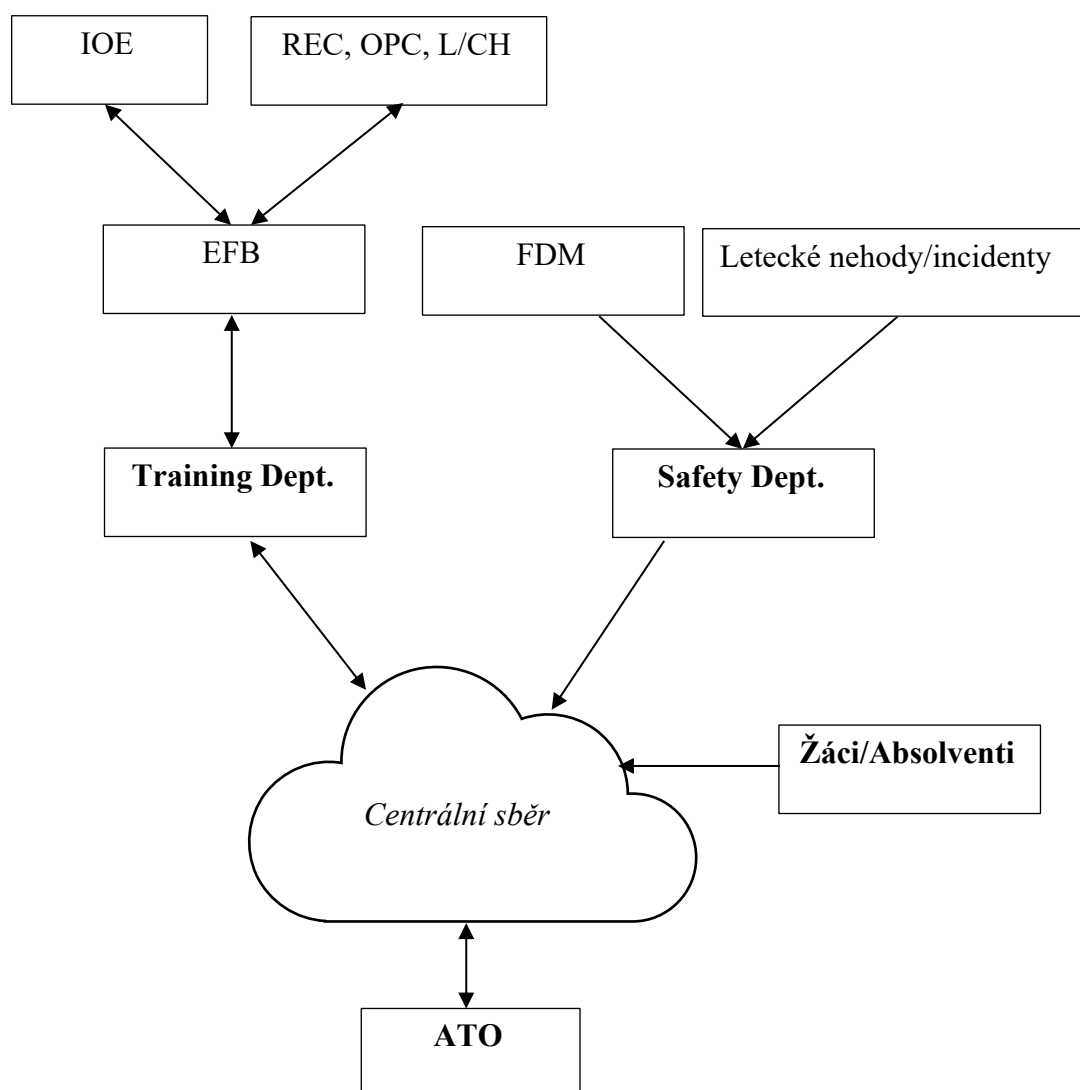 IOE
REC, OPC, L/CH
EFB
FDM
Letecké nehody/incidenty
Training Dept.
Safety Dept.
Žáci/Absolventi
Centrální sběr
ATO